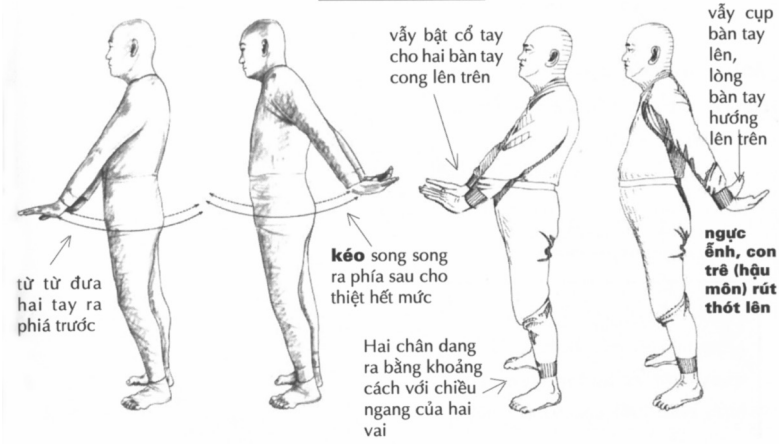 từ từ đưa
hai tay ra
phiá trước
kéo song song
ra phía sau cho
thiệt hết mức
vẫy bật cổ tay
cho hai bàn tay
cong lên trên
Hai chân dang
ra bằng khoảng
cách với chiều
ngang của hai
vai
vẫy cụp
bàn tay
lên,
lòng
bàn tay
hướng
lên trên
ngực
ễnh, con
trê (hậu
môn) rút
thót lên